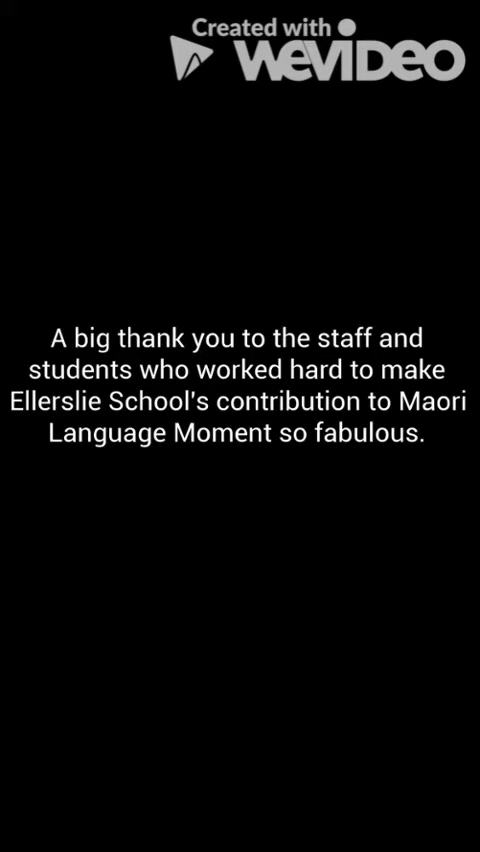 Created with
WEVIDEO
A big thank you to the staff and
students who worked hard to make
Ellerslie School's contribution to Maori
Language Moment so fabulous.